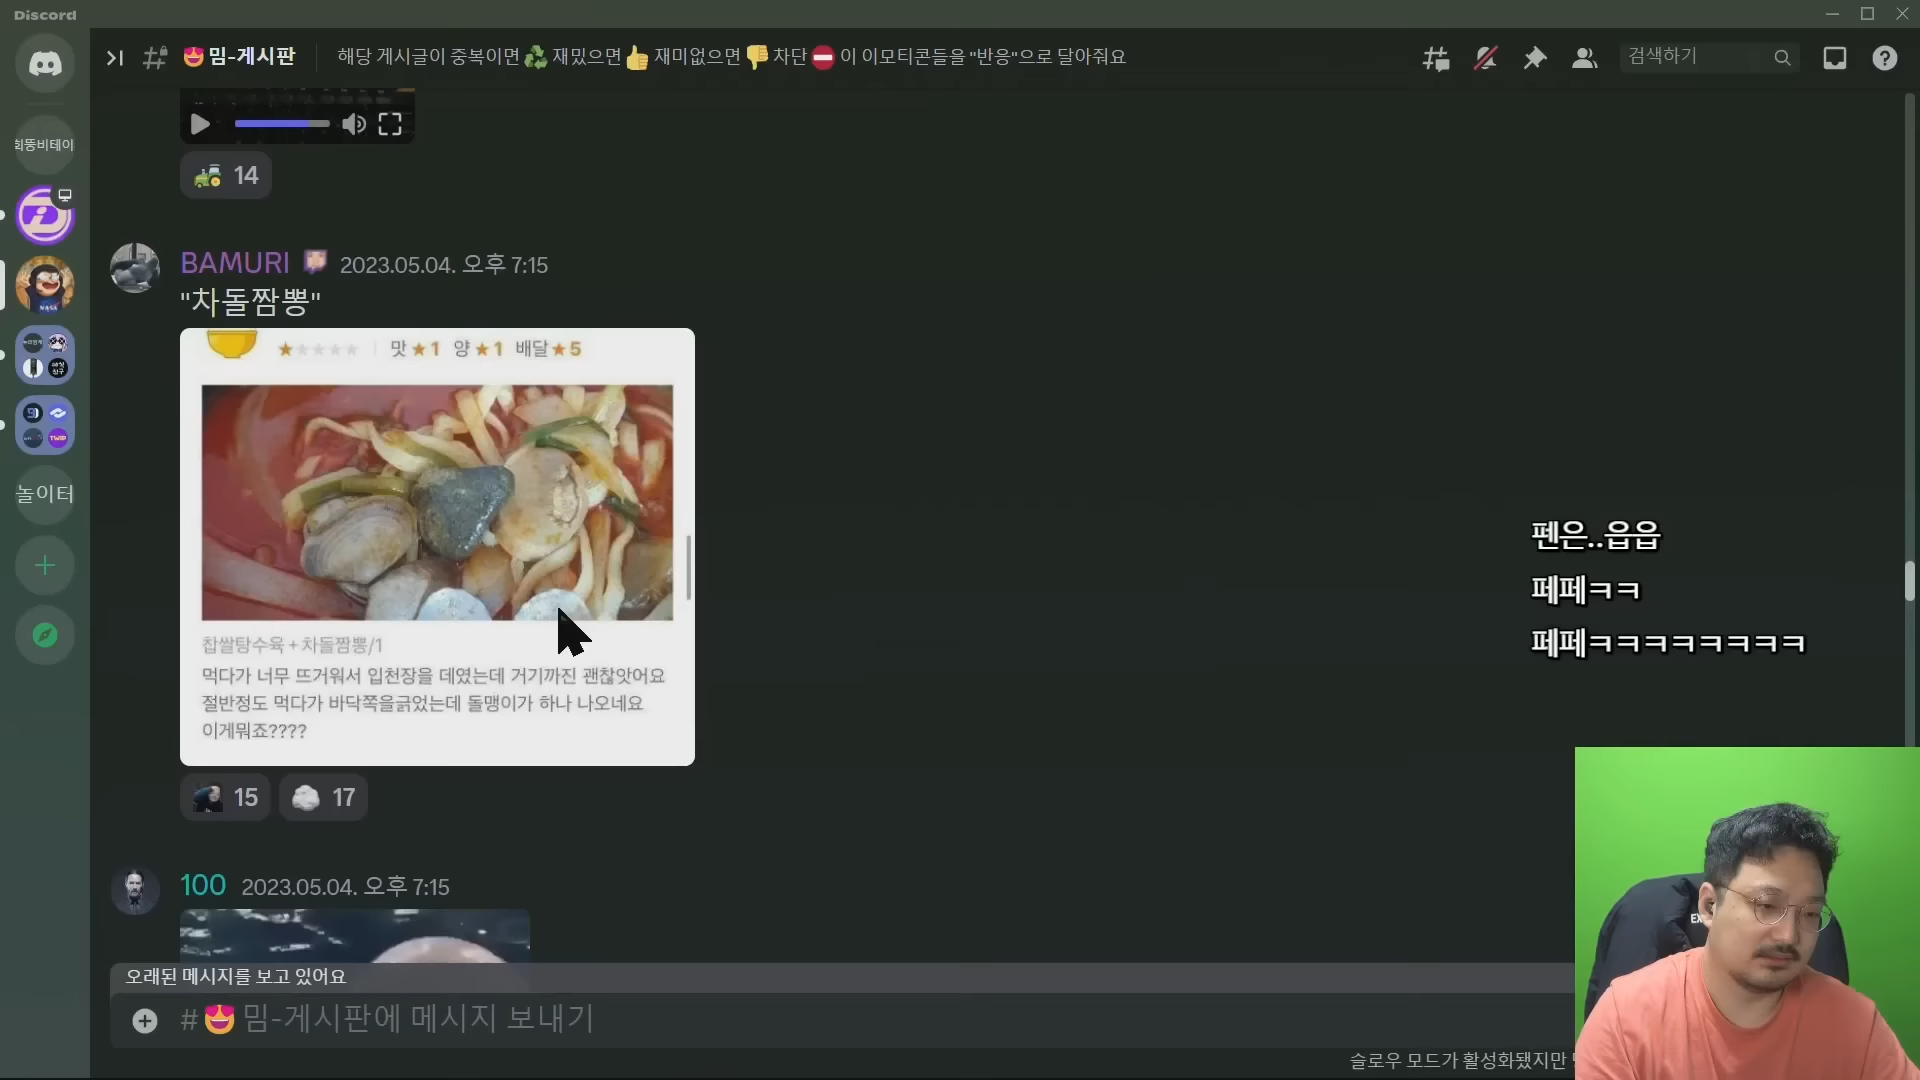 Discord
😍밈-게시판
해당 게시글이 중복이면♻재밌으면👍재미없으면👎차단⛔이 이모티콘들을 "반응"으로 달아줘요
검색하기
희똥비테이
14
BAMURI 2023.05.04. 오후 7:15
"차돌짬뽕"
맛★1 양★1 배달★5
찹쌀탕수육 + 차돌짬뽕/1
먹다가 너무 뜨거워서 입천장을 데였는데 거기까진 괜찮앗어요
절반정도 먹다가 바닥쪽을긁었는데 돌맹이가 하나 나오네요
이게뭐죠????
15 17
놀이터
펜은..읍읍
페페ㅋㅋ
페페ㅋㅋㅋㅋㅋㅋㅋㅋ
100 2023.05.04. 오후 7:15
오래된 메시지를 보고 있어요
#😍밈-게시판에 메시지 보내기
슬로우 모드가 활성화됐지만
NASA
TWIP